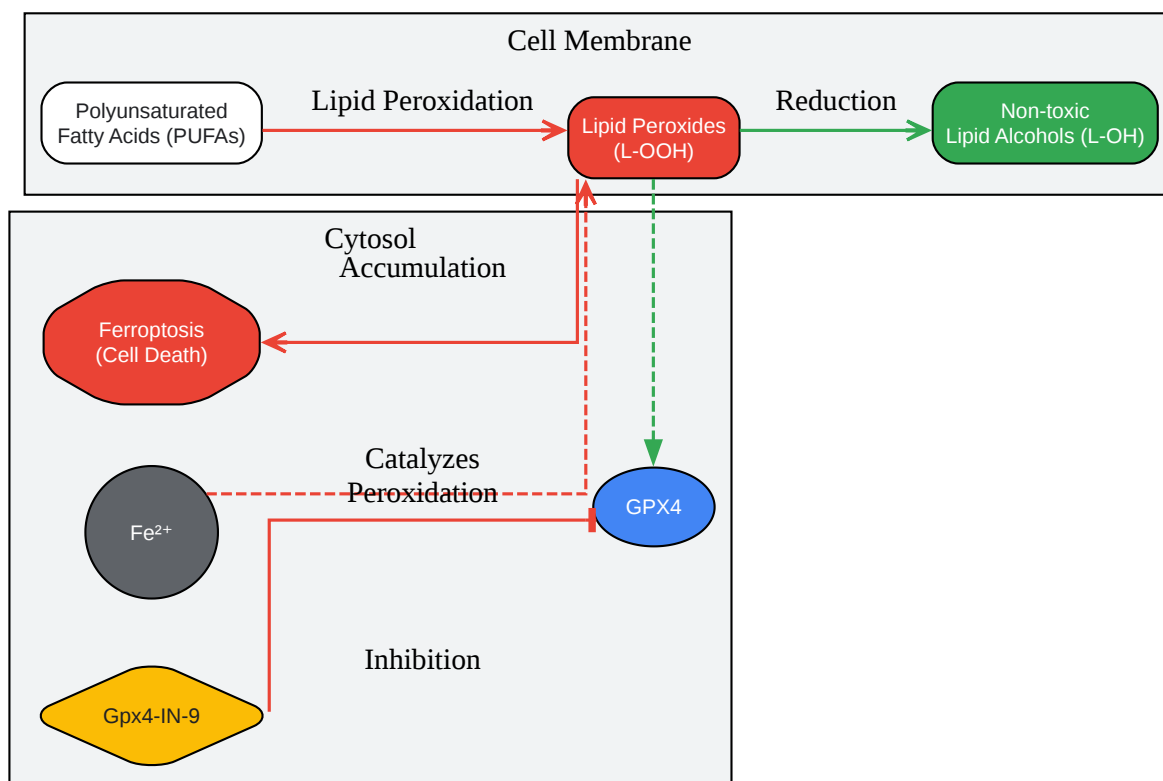 Cell Membrane
Polyunsaturated
Fatty Acids (PUFAs)
Lipid Peroxidation
Lipid Peroxides
(L-OOH)
Reduction
Non-toxic
Lipid Alcohols (L-OH)
Cytosol
Accumulation
Ferroptosis
(Cell Death)
Catalyzes
Peroxidation
Fe²⁺
GPX4
Inhibition
Gpx4-IN-9